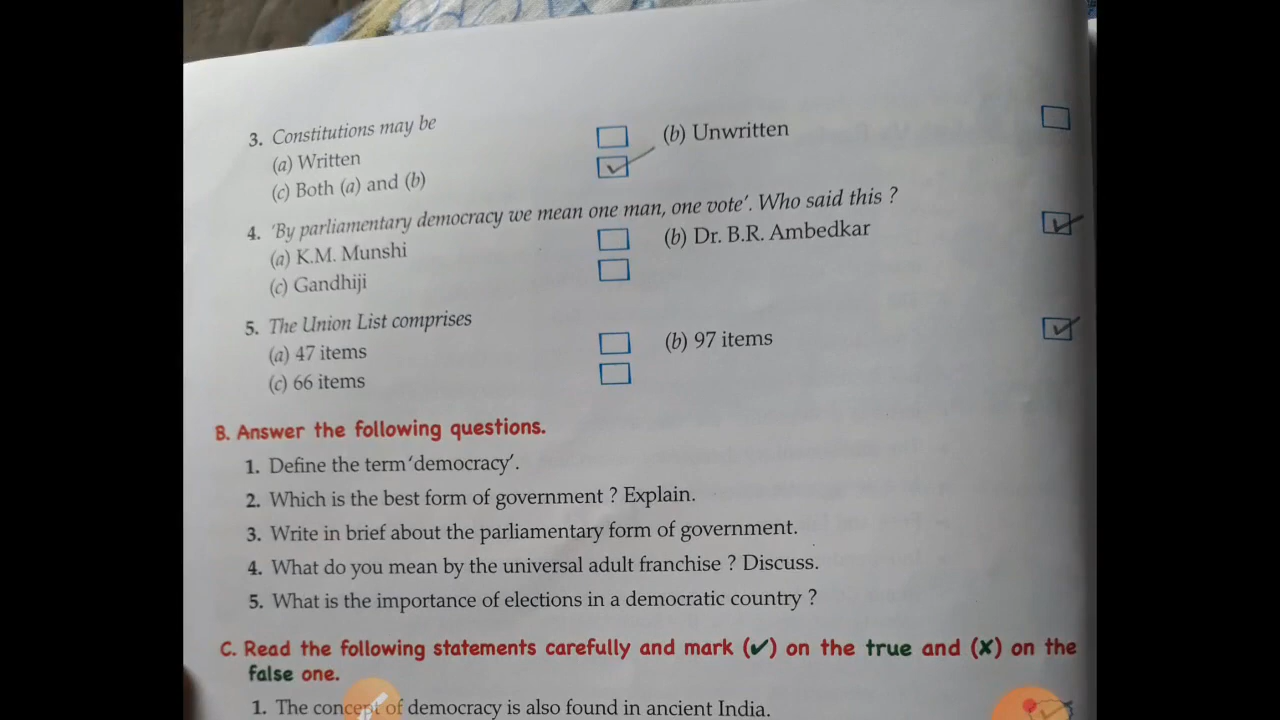 3. Constitutions may be
(a) Written (b) Unwritten
(c) Both (a) and (b)
4. 'By parliamentary democracy we mean one man, one vote'. Who said this ?
(a) K.M. Munshi (b) Dr. B.R. Ambedkar
(c) Gandhiji
5. The Union List comprises
(a) 47 items (b) 97 items
(c) 66 items
B. Answer the following questions.
1. Define the term 'democracy'.
2. Which is the best form of government ? Explain.
3. Write in brief about the parliamentary form of government.
4. What do you mean by the universal adult franchise ? Discuss.
5. What is the importance of elections in a democratic country ?
C. Read the following statements carefully and mark (✔) on the true and (✘) on the
false one.
1. The concept of democracy is also found in ancient India.